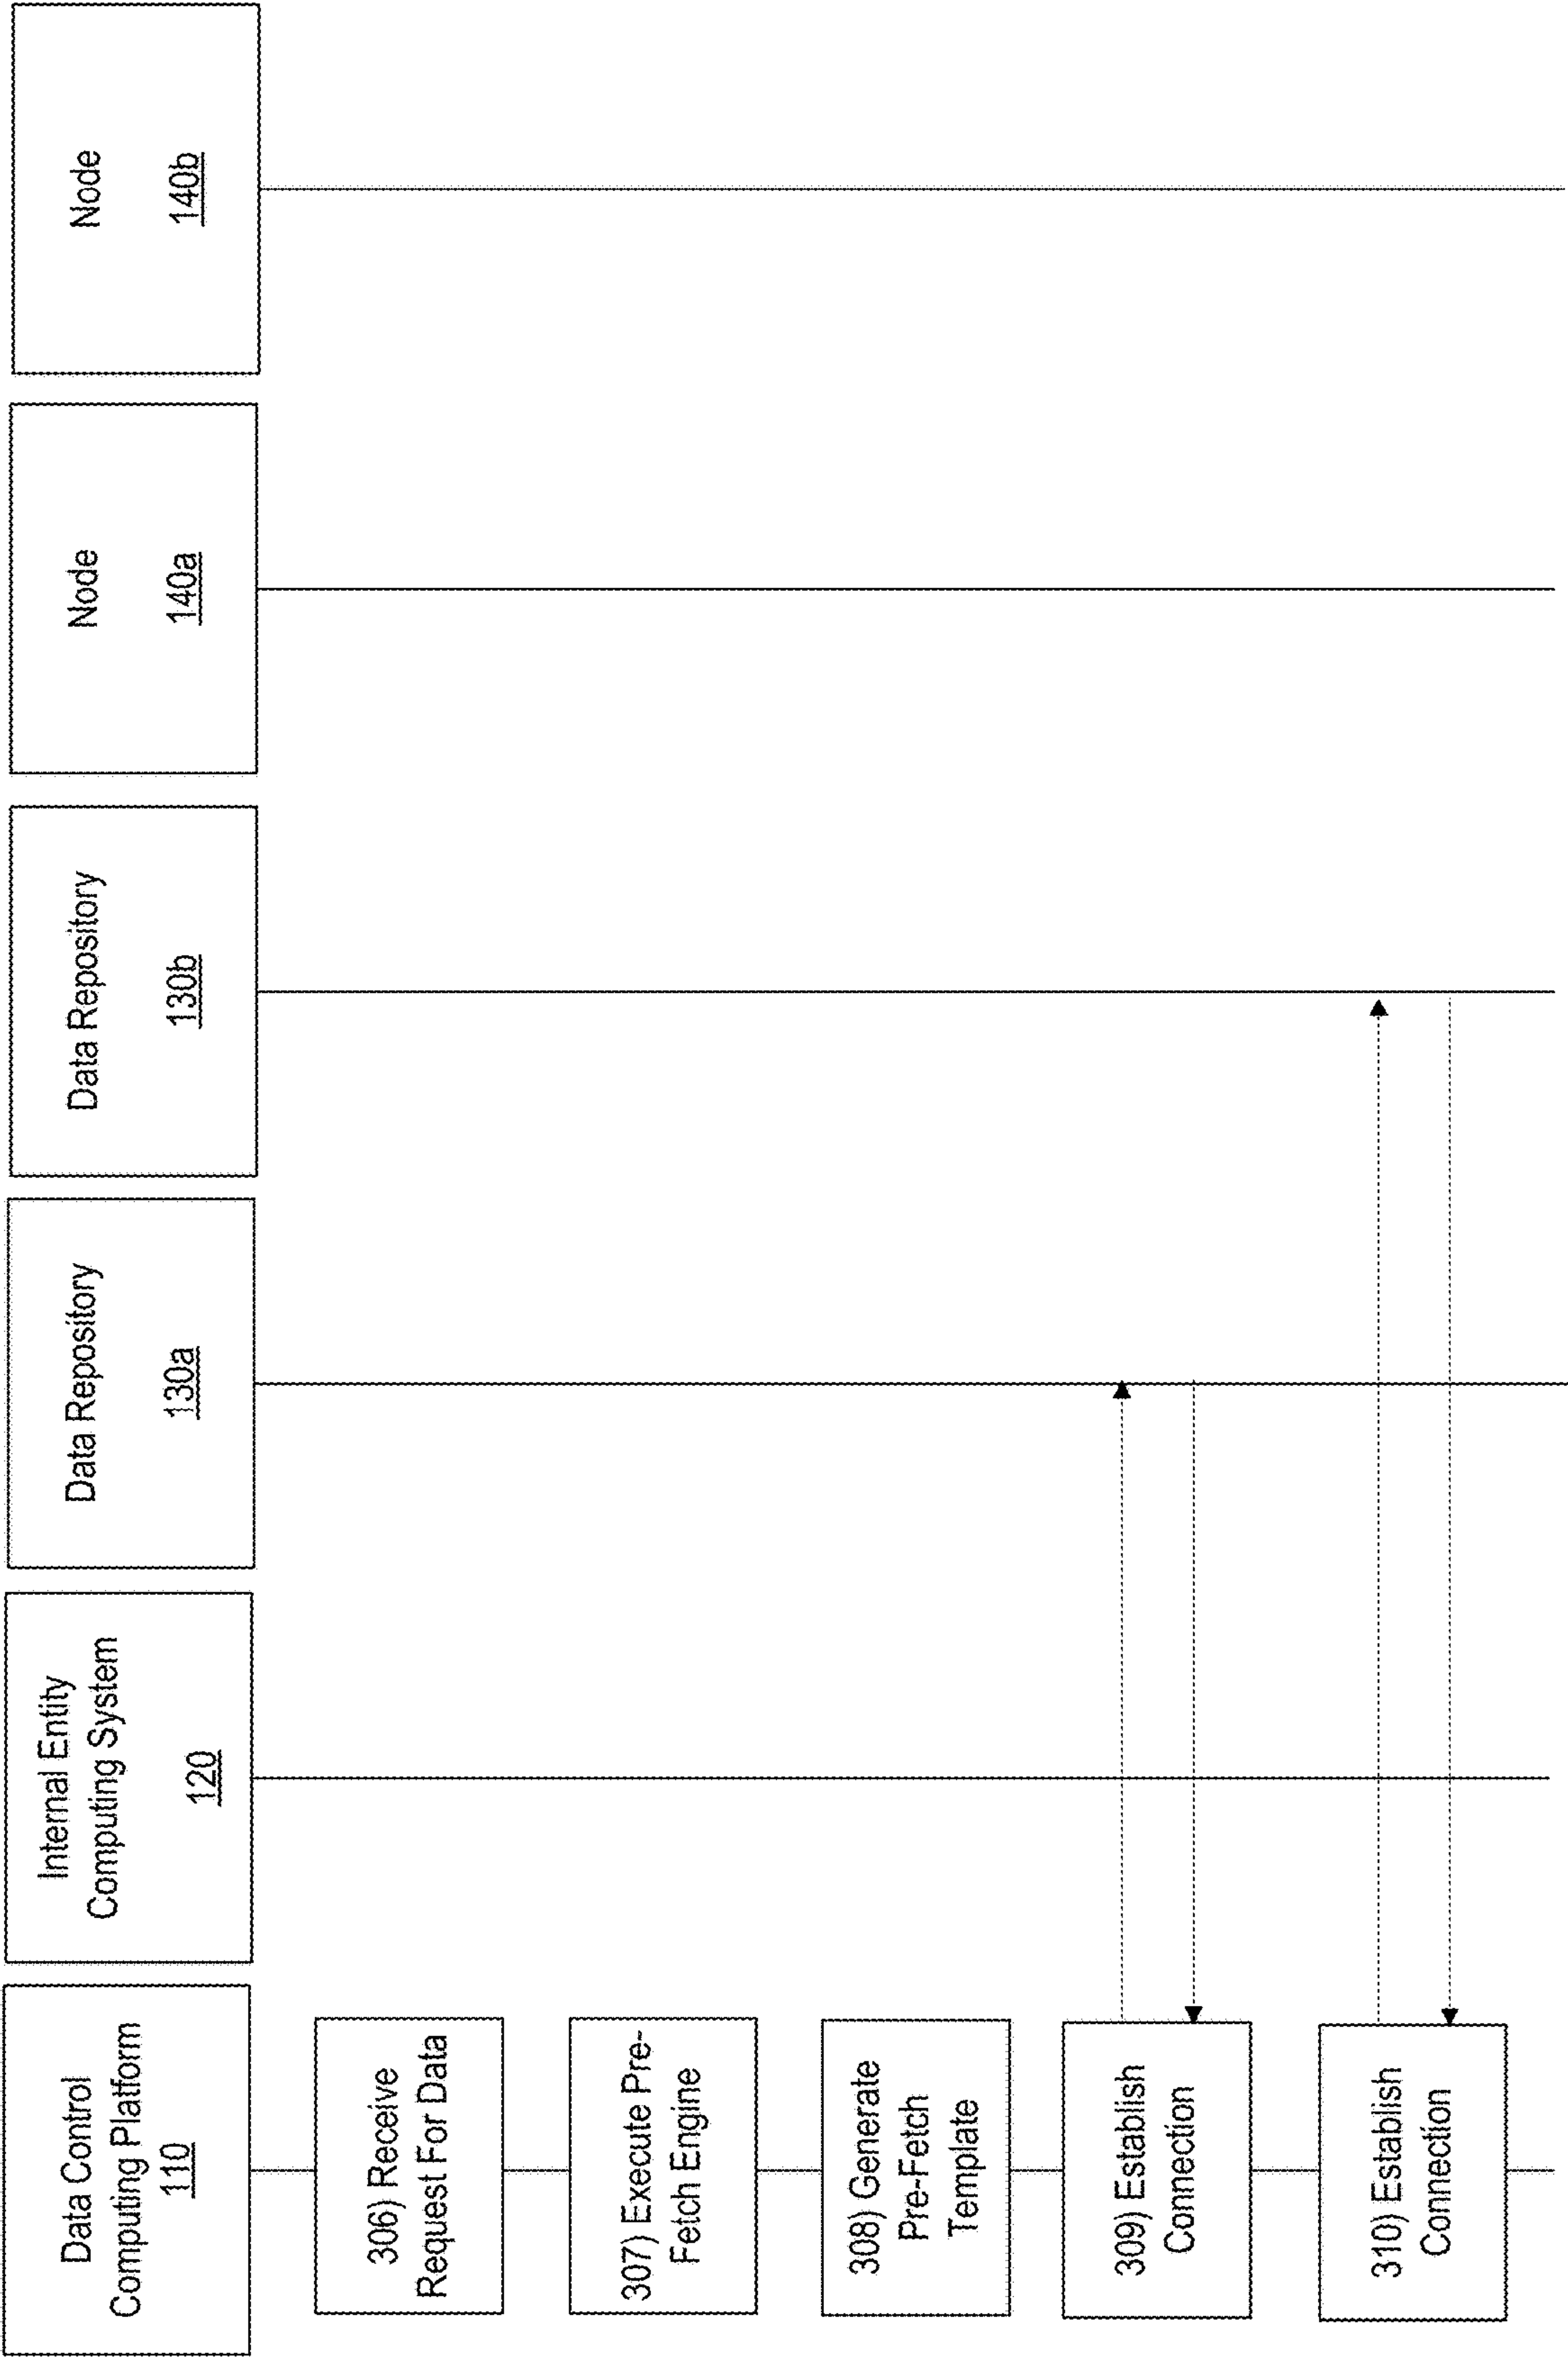 Data Control
Computing Platform
110
Internal Entity
Computing System
120
Data Repository
130a
Data Repository
130b
Node
140a
Node
140b
306) Receive
Request For Data
307) Execute Pre-
Fetch Engine
308) Generate
Pre-Fetch
Template
309) Establish
Connection
310) Establish
Connection